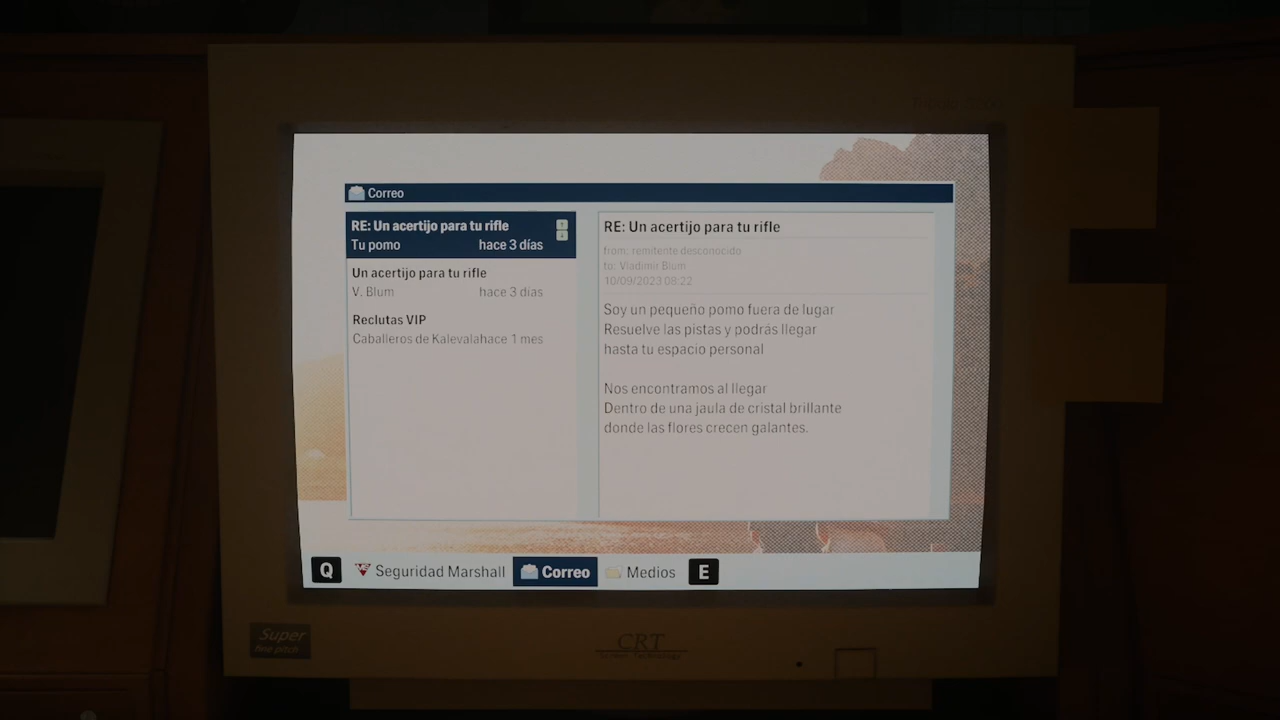 Correo
RE: Un acertijo para tu rifle
Tu pomo hace 3 días
Un acertijo para tu rifle
V. Blum hace 3 días
Reclutas VIP
Caballeros de Kalevalahace 1 mes
RE: Un acertijo para tu rifle
from: remitente desconocido
to: Vladimir Blum
10/09/2023 08:22
Soy un pequeño pomo fuera de lugar
Resuelve las pistas y podrás llegar
hasta tu espacio personal
Nos encontramos al llegar
Dentro de una jaula de cristal brillante
donde las flores crecen galantes.
Q Seguridad Marshall Correo Medios E
Super
fine pitch
CRT
Screen Technology